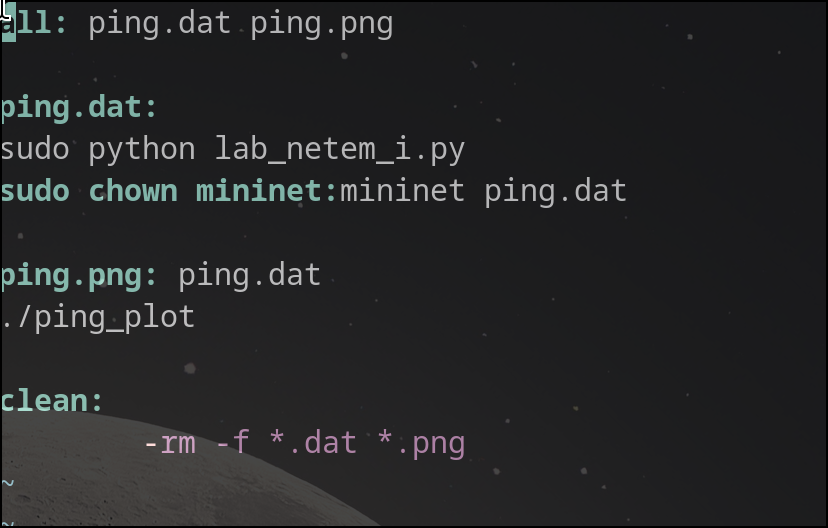 all: ping.dat ping.png
ping.dat:
sudo python lab_netem_i.py
sudo chown mininet:mininet ping.dat
ping.png: ping.dat
./ping_plot
clean:
-rm -f *.dat *.png
~
~